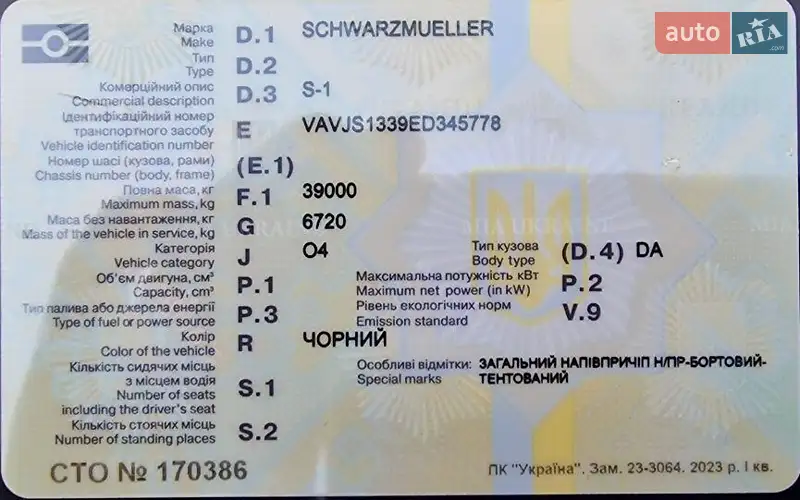 auto RIA .com
Марка D.1 SCHWARZMUELLER
Make
Тип D.2
Type
Комерційний опис D.3 S-1
Commercial description
Ідентифікаційний номер
транспортного засобу E VAVJS1339ED345778
Vehicle identification number
Номер шасі (кузова, рами) (E.1)
Chassis number (body, frame)
Повна маса, кг F.1 39000
Maximum mass, kg
Маса без навантаження, кг G 6720
Mass of the vehicle in service, kg
Категорія J O4 Тип кузова (D.4) DA
Vehicle category Body type
Об'єм двигуна, см³ P.1 Максимальна потужність кВт P.2
Capacity, cm³ Maximum net power (in kW)
Тип палива або джерела енергії P.3 Рівень екологічних норм V.9
Type of fuel or power source Emission standard
Колір R ЧОРНИЙ
Color of the vehicle
Кількість сидячих місць Особливі відмітки: ЗАГАЛЬНИЙ НАПІВПРИЧІП Н/ПР-БОРТОВИЙ-
з місцем водія S.1 Special marks ТЕНТОВАНИЙ
Number of seats
including the driver's seat
Кількість стоячих місць S.2
Number of standing places
СТО № 170386
ПК "Україна". Зам. 23-3064. 2023 р. І кв.